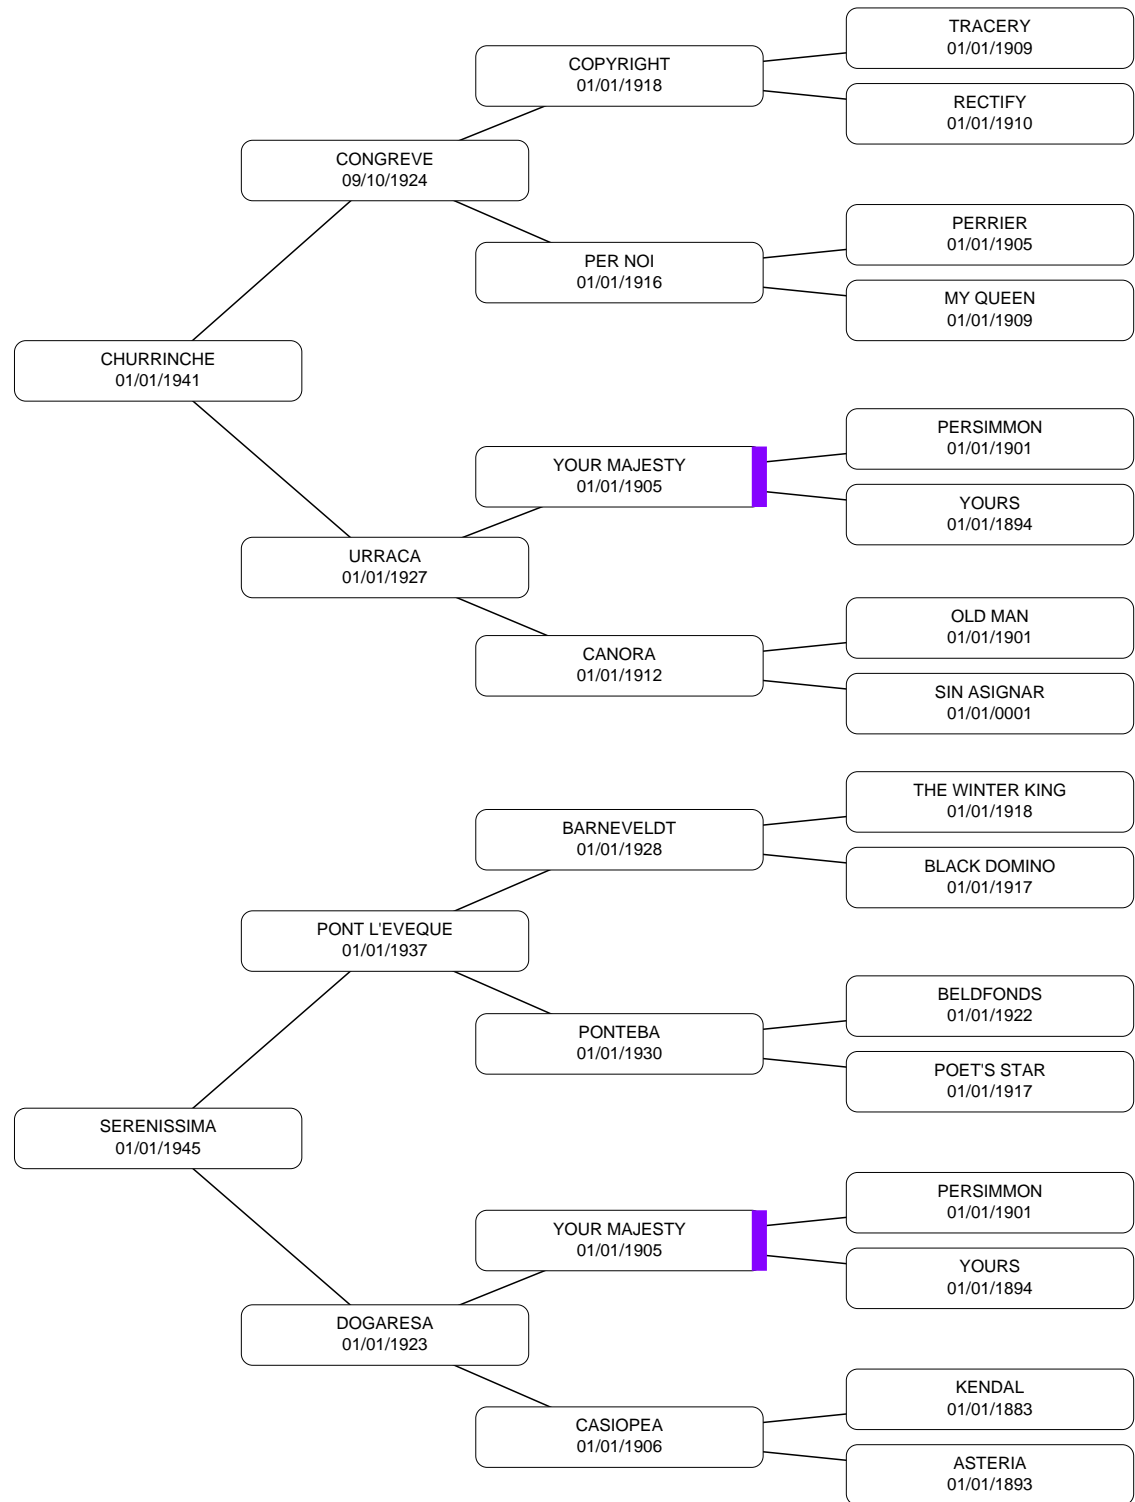 TRACERY
01/01/1909
COPYRIGHT
01/01/1918
RECTIFY
01/01/1910
CONGREVE
09/10/1924
PERRIER
01/01/1905
PER NOI
01/01/1916
MY QUEEN
01/01/1909
CHURRINCHE
01/01/1941
PERSIMMON
01/01/1901
YOUR MAJESTY
01/01/1905
YOURS
01/01/1894
URRACA
01/01/1927
OLD MAN
01/01/1901
CANORA
01/01/1912
SIN ASIGNAR
01/01/0001
THE WINTER KING
01/01/1918
BARNEVELDT
01/01/1928
BLACK DOMINO
01/01/1917
PONT L'EVEQUE
01/01/1937
BELDFONDS
01/01/1922
PONTEBA
01/01/1930
POET'S STAR
01/01/1917
SERENISSIMA
01/01/1945
PERSIMMON
01/01/1901
YOUR MAJESTY
01/01/1905
YOURS
01/01/1894
DOGARESA
01/01/1923
KENDAL
01/01/1883
CASIOPEA
01/01/1906
ASTERIA
01/01/1893